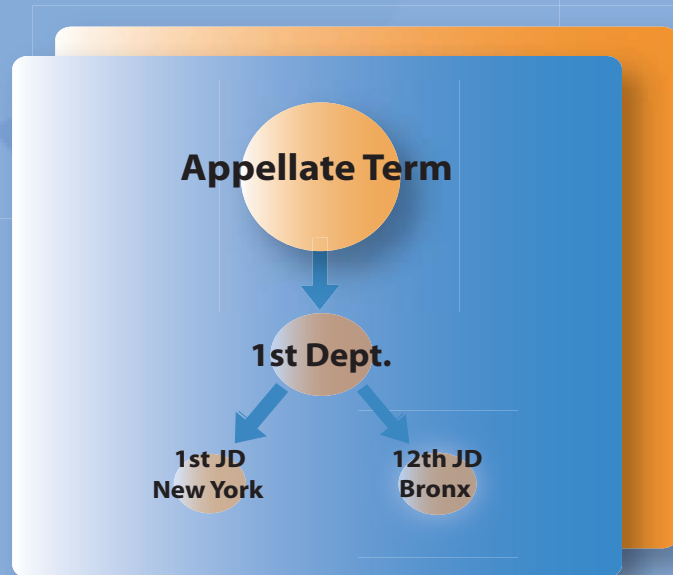 Appellate Term
1st Dept.
1st JD
New York
12th JD
Bronx